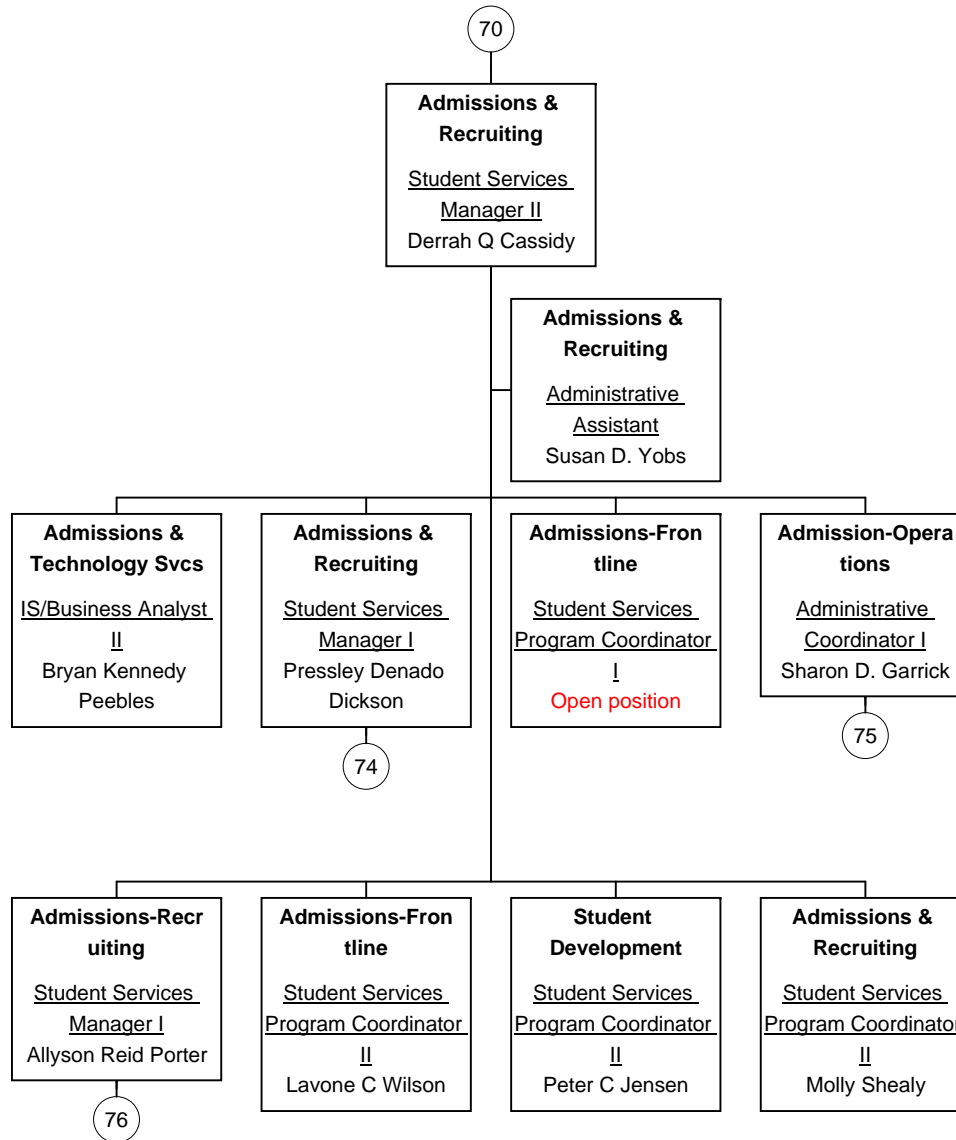 70
Admissions &
Recruiting
Student Services
Manager II
Derrah Q Cassidy
Admissions &
Recruiting
Administrative
Assistant
Susan D. Yobs
Admissions &
Technology Svcs
IS/Business Analyst
II
Bryan Kennedy
Peebles
Admissions &
Recruiting
Student Services
Manager I
Pressley Denado
Dickson
74
Admissions-Fron
tline
Student Services
Program Coordinator
I
Open position
Admission-Opera
tions
Administrative
Coordinator I
Sharon D. Garrick
75
Admissions-Recr
uiting
Student Services
Manager I
Allyson Reid Porter
76
Admissions-Fron
tline
Student Services
Program Coordinator
II
Lavone C Wilson
Student
Development
Student Services
Program Coordinator
II
Peter C Jensen
Admissions &
Recruiting
Student Services
Program Coordinator
II
Molly Shealy